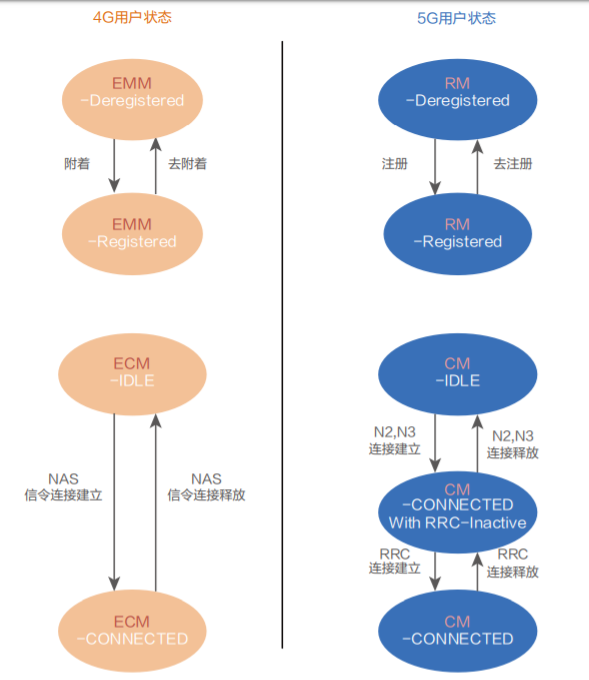 4G用户状态
EMM
-Deregistered
附着
去附着
EMM
-Registered
ECM
-IDLE
NAS
信令连接建立
NAS
信令连接释放
ECM
-CONNECTED
5G用户状态
RM
-Deregistered
注册
去注册
RM
-Registered
CM
-IDLE
N2,N3
连接建立
N2,N3
连接释放
CM
-CONNECTED
With RRC-Inactive
RRC
连接建立
RRC
连接释放
CM
-CONNECTED